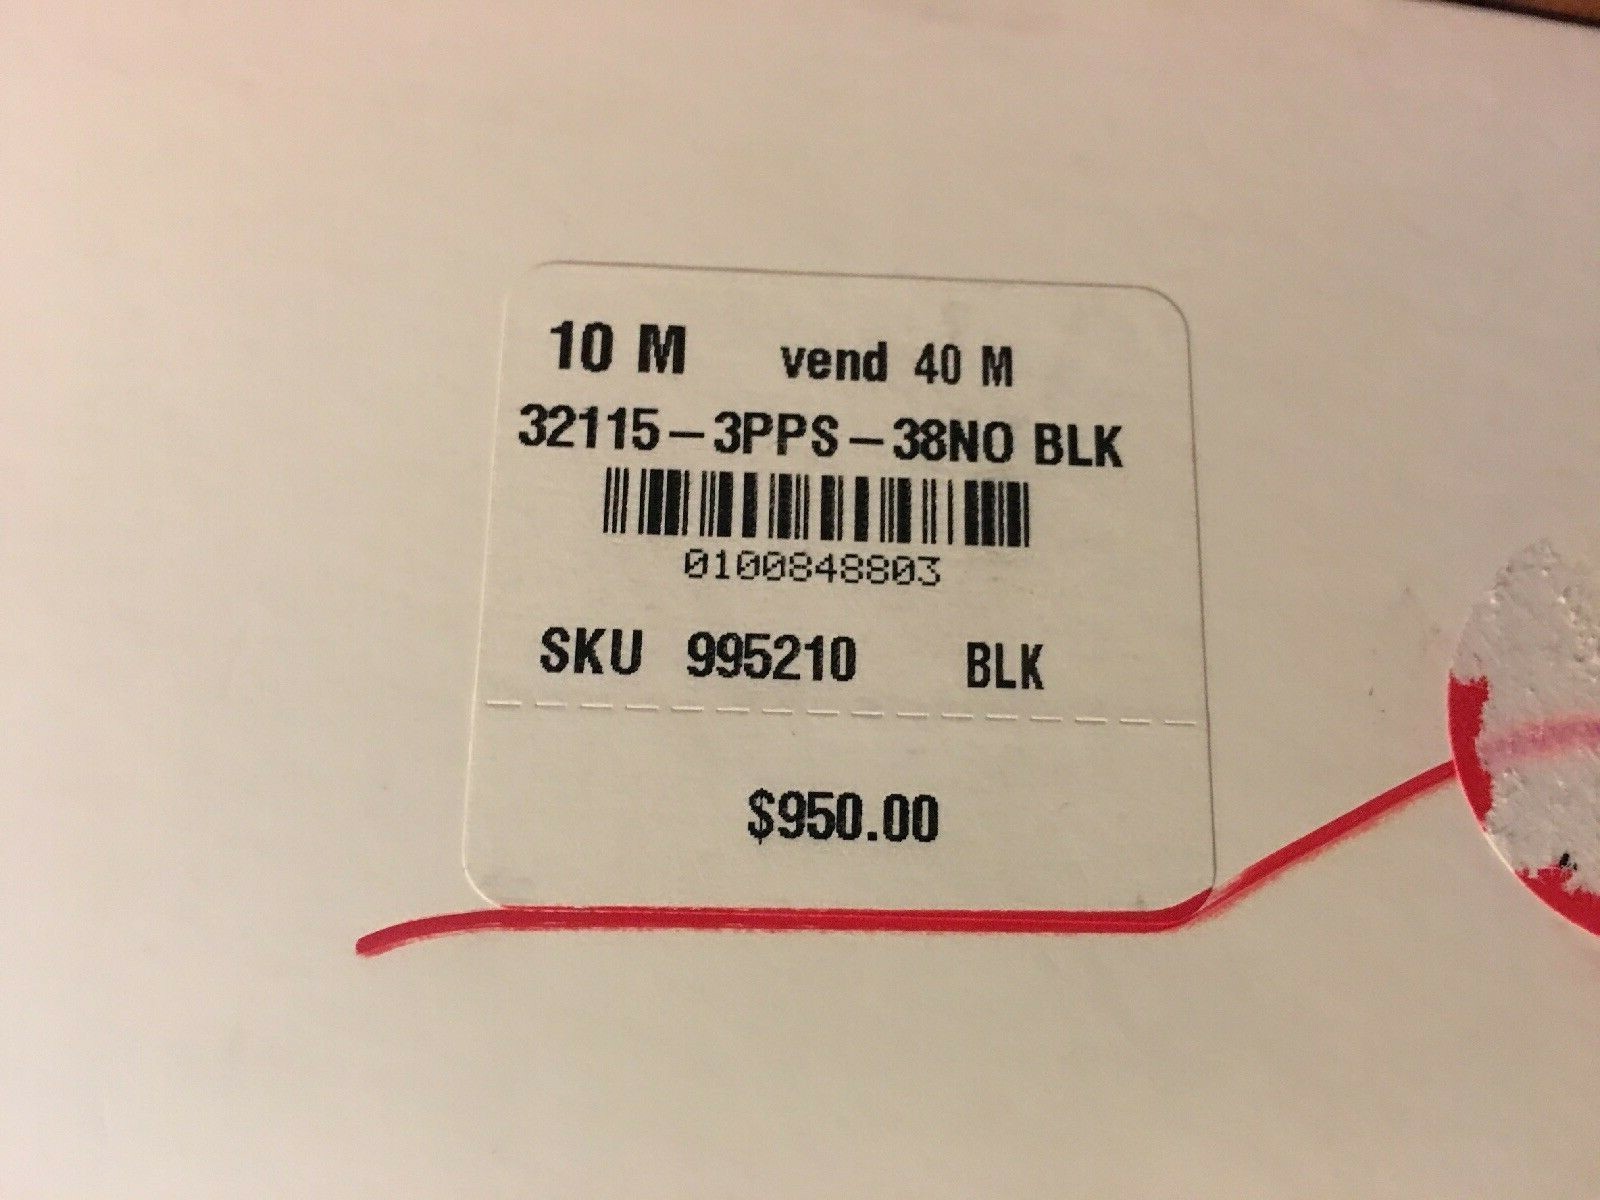 10 M vend 40 M
32115-3PPS-38NO BLK
0100848803
SKU 995210 BLK
$950.00